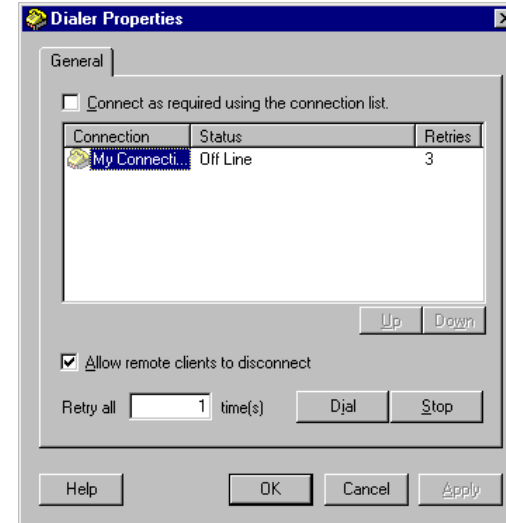 Dialer Properties
General
Connect as required using the connection list.
Connection Status Retries
My Connecti... Off Line 3
Up Down
Allow remote clients to disconnect
Retry all 1 time(s) Dial Stop
Help OK Cancel Apply